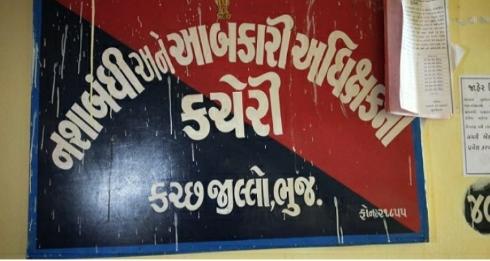 નશાબંધી અને આબકારી અધિક્ષકની
કચેરી
કચ્છ જીલ્લો, ભુજ.
જાહેર